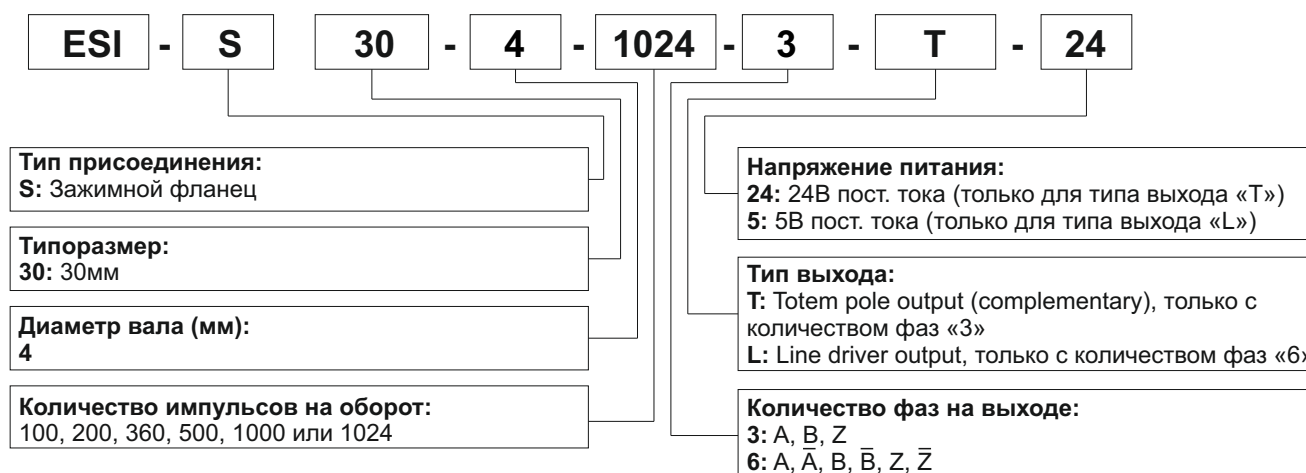 ESI - S 30 - 4 - 1024 - 3 - T - 24
Тип присоединения:
S: Зажимной фланец
Типоразмер:
30: 30мм
Диаметр вала (мм):
4
Количество импульсов на оборот:
100, 200, 360, 500, 1000 или 1024
Напряжение питания:
24: 24В пост. тока (только для типа выхода «T»)
5: 5В пост. тока (только для типа выхода «L»)
Тип выхода:
T: Totem pole output (complementary), только с
количеством фаз «3»
L: Line driver output, только с количеством фаз «6»
Количество фаз на выходе:
3: A, B, Z
6: A, A̅, B, B̅, Z, Z̅